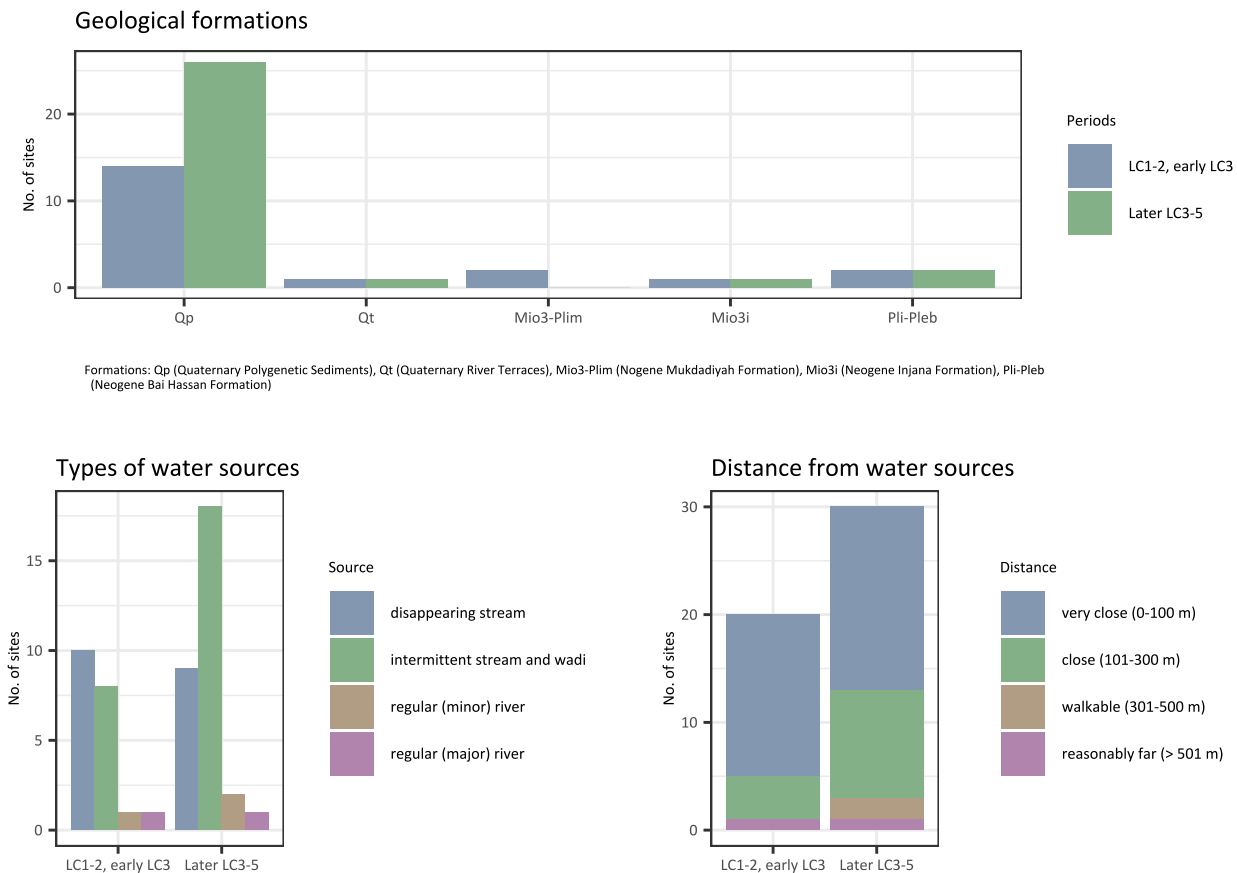 Geological formations
No. of sites
20
10
0
Qp
Qt
Mio3-Plim
Mio3i
Pli-Pleb
Periods
LC1-2, early LC3
Later LC3-5
Formations: Qp (Quaternary Polygenetic Sediments), Qt (Quaternary River Terraces), Mio3-Plim (Nogene Mukdadiyah Formation), Mio3i (Neogene Injana Formation), Pli-Pleb
(Neogene Bai Hassan Formation)
Types of water sources
No. of sites
15
10
5
0
LC1-2, early LC3
Later LC3-5
Source
disappearing stream
intermittent stream and wadi
regular (minor) river
regular (major) river
Distance from water sources
No. of sites
30
20
10
0
LC1-2, early LC3
Later LC3-5
Distance
very close (0-100 m)
close (101-300 m)
walkable (301-500 m)
reasonably far (> 501 m)